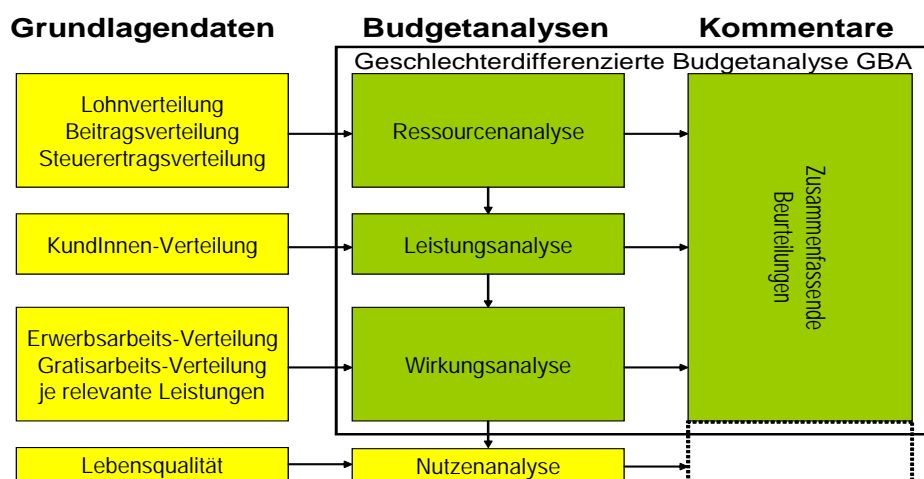 Grundlagendaten
Budgetanalysen
Kommentare
Geschlechterdifferenzierte Budgetanalyse GBA
Lohnverteilung
Beitragsverteilung
Steuerertragsverteilung
Ressourcenanalyse
Zusammenfassende
Beurteilungen
KundInnen-Verteilung
Leistungsanalyse
Erwerbsarbeits-Verteilung
Gratisarbeits-Verteilung
je relevante Leistungen
Wirkungsanalyse
Lebensqualität
Nutzenanalyse